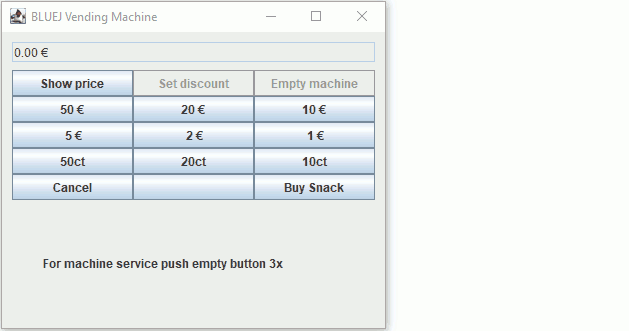 BLUEJ Vending Machine
0.00 €
Show price Set discount Empty machine
50 € 20 € 10 €
5 € 2 € 1 €
50ct 20ct 10ct
Cancel Buy Snack
For machine service push empty button 3x